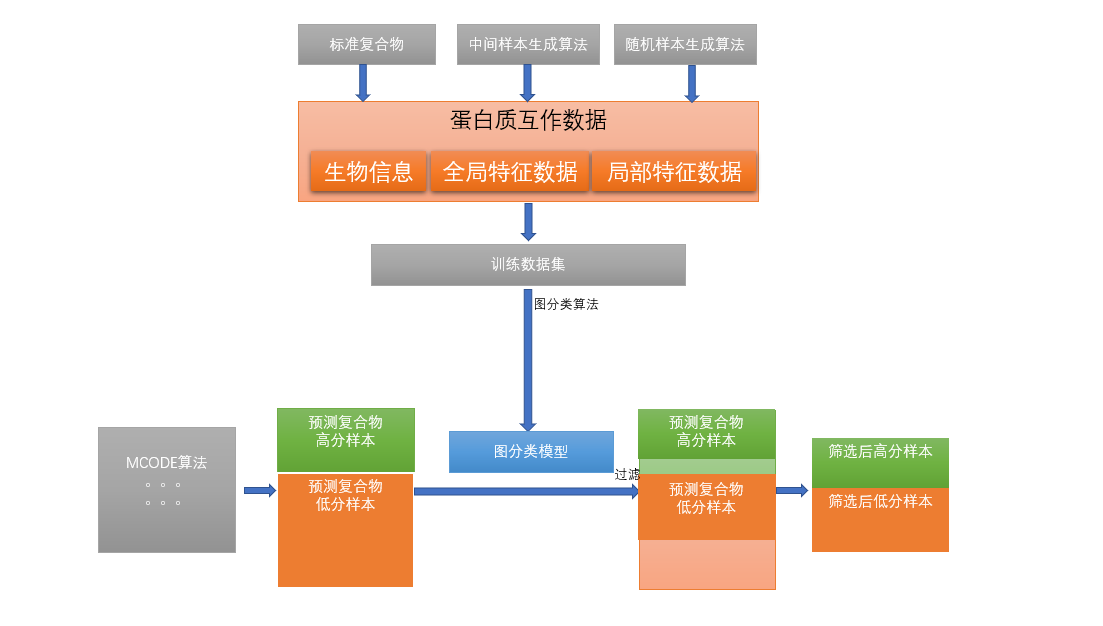 标准复合物
中间样本生成算法
随机样本生成算法
蛋白质互作数据
生物信息
全局特征数据
局部特征数据
训练数据集
图分类算法
MCODE算法
。。。
。。。
预测复合物
高分样本
预测复合物
低分样本
图分类模型
过滤
预测复合物
高分样本
预测复合物
低分样本
筛选后高分样本
筛选后低分样本